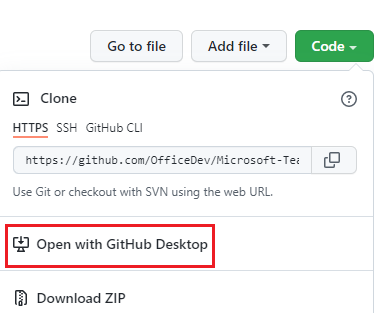 Go to file Add file Code
Clone
HTTPS SSH GitHub CLI
https://github.com/OfficeDev/Microsoft-Tea
Use Git or checkout with SVN using the web URL.
Open with GitHub Desktop
Download ZIP